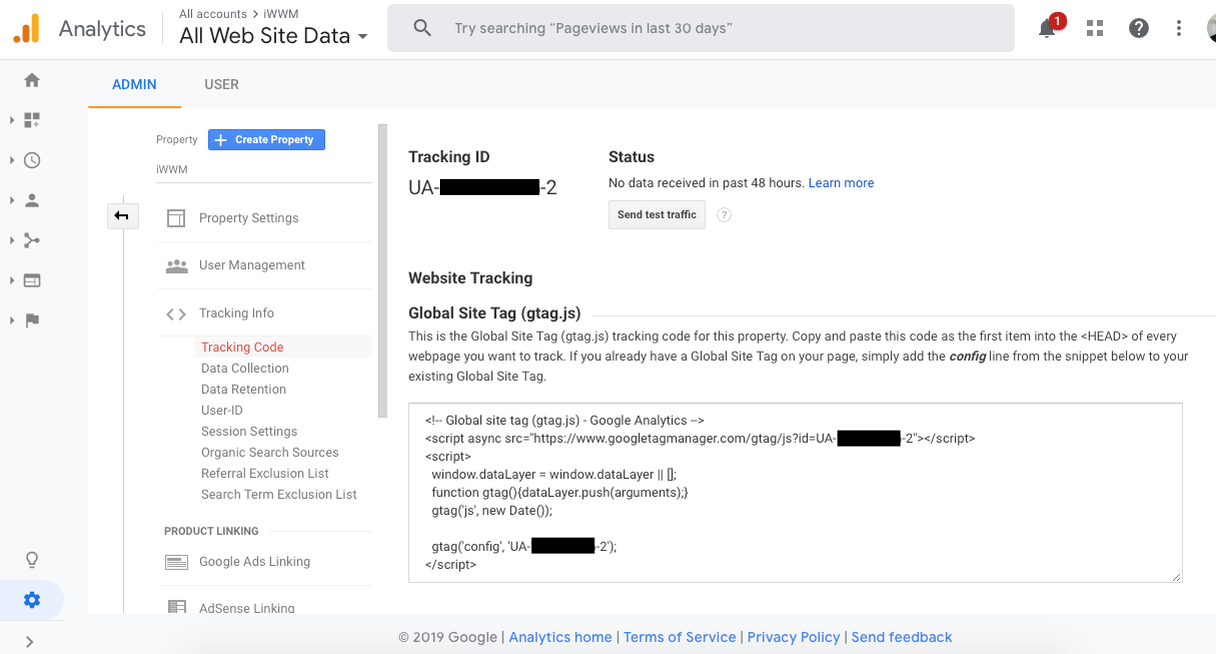 Analytics
All accounts > iWWM
All Web Site Data
Try searching “Pageviews in last 30 days”
1
ADMIN
USER
Property
Create Property
iWWM
Property Settings
User Management
Tracking Info
Tracking Code
Data Collection
Data Retention
User-ID
Session Settings
Organic Search Sources
Referral Exclusion List
Search Term Exclusion List
PRODUCT LINKING
Google Ads Linking
AdSense Linking
Tracking ID
UA- -2
Status
No data received in past 48 hours. Learn more
Send test traffic
?
Website Tracking
Global Site Tag (gtag.js)
This is the Global Site Tag (gtag.js) tracking code for this property. Copy and paste this code as the first item into the <HEAD> of every
webpage you want to track. If you already have a Global Site Tag on your page, simply add the config line from the snippet below to your
existing Global Site Tag.
<!-- Global site tag (gtag.js) - Google Analytics -->
<script async src="https://www.googletagmanager.com/gtag/js?id=UA- -2"></script>
<script>
window.dataLayer = window.dataLayer || [];
function gtag(){dataLayer.push(arguments);}
gtag('js', new Date());
gtag('config', 'UA- -2');
</script>
© 2019 Google | Analytics home | Terms of Service | Privacy Policy | Send feedback